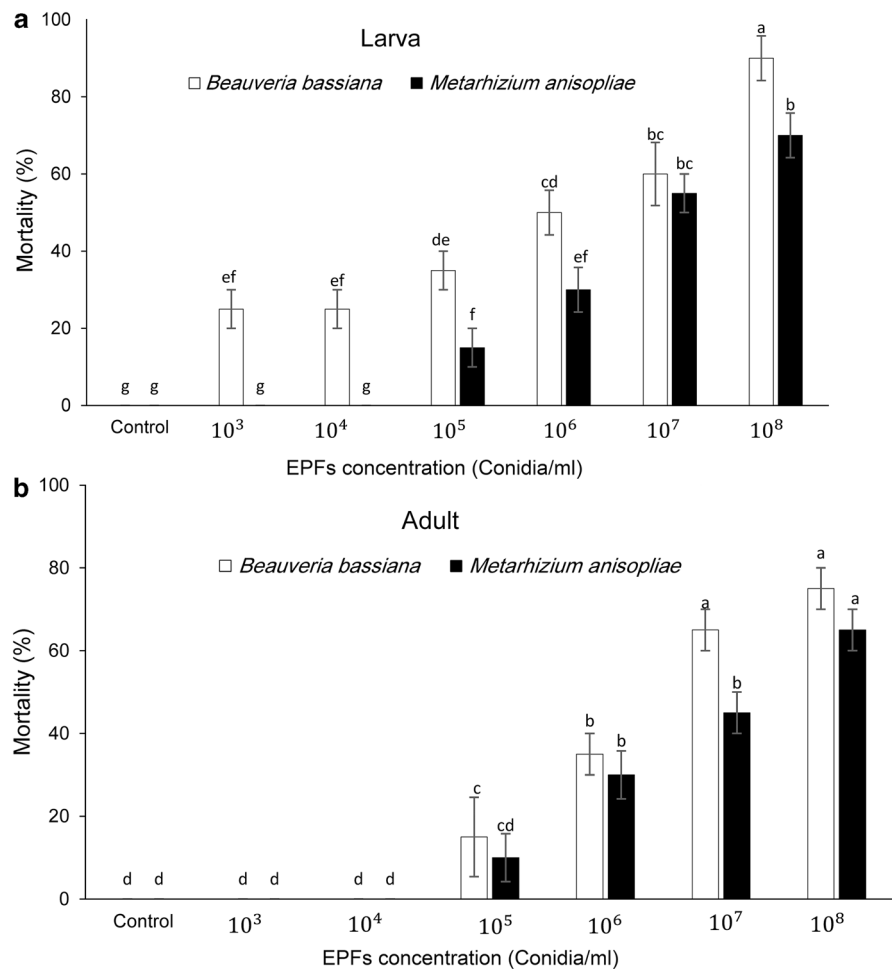 a
Larva
Beauveria bassiana Metarhizium anisopliae
Mortality (%)
100
80
60
40
20
0
g g ef g ef g de f cd ef bc bc a b
Control 10³ 10⁴ 10⁵ 10⁶ 10⁷ 10⁸
EPFs concentration (Conidia/ml)
b
Adult
Beauveria bassiana Metarhizium anisopliae
Mortality (%)
100
80
60
40
20
0
d d d d d d c cd b b a b a a
Control 10³ 10⁴ 10⁵ 10⁶ 10⁷ 10⁸
EPFs concentration (Conidia/ml)